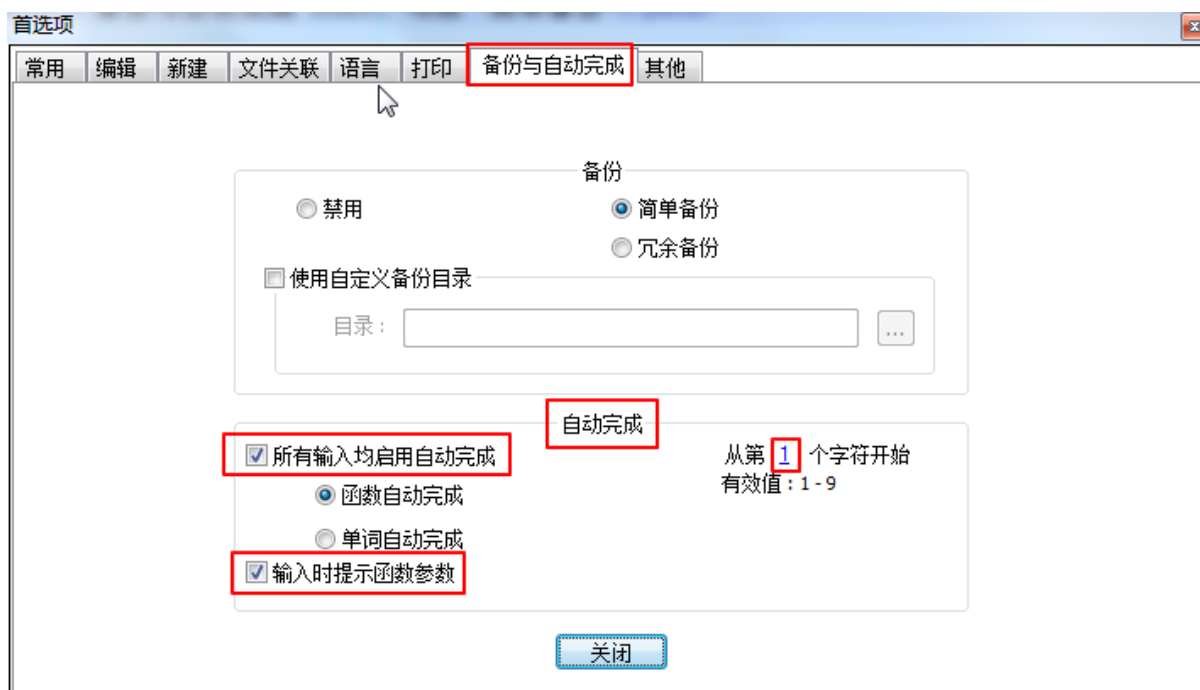 首选项
常用 编辑 新建 文件关联 语言 打印 备份与自动完成 其他
备份
禁用 简单备份
冗余备份
使用自定义备份目录
目录： ...
自动完成
所有输入均启用自动完成 从第 1 个字符开始
函数自动完成 有效值：1-9
单词自动完成
输入时提示函数参数
关闭